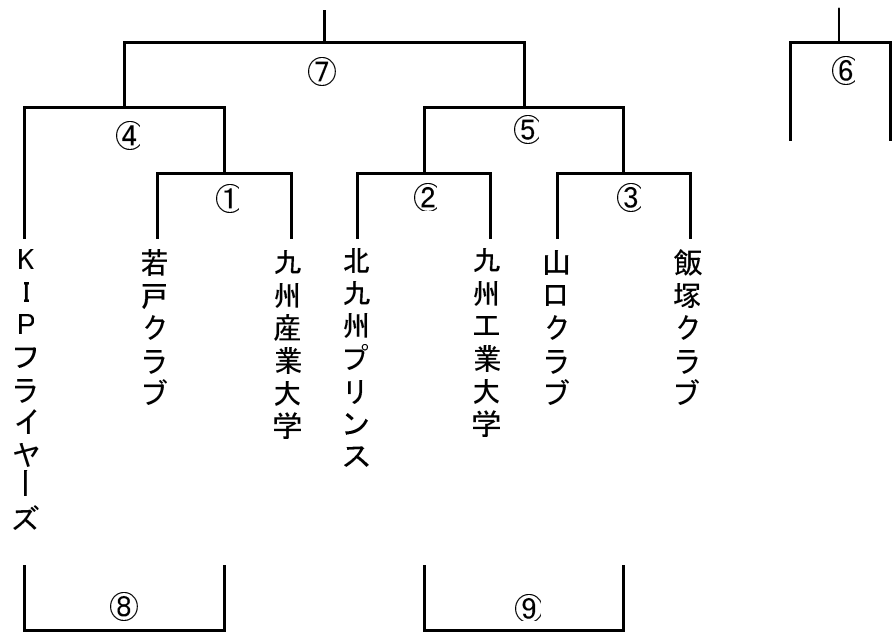 ⑦
⑥
④
⑤
①
②
③
KIPフライヤーズ
若戸クラブ
九州産業大学
北九州プリンス
九州工業大学
山口クラブ
飯塚クラブ
⑧
⑨